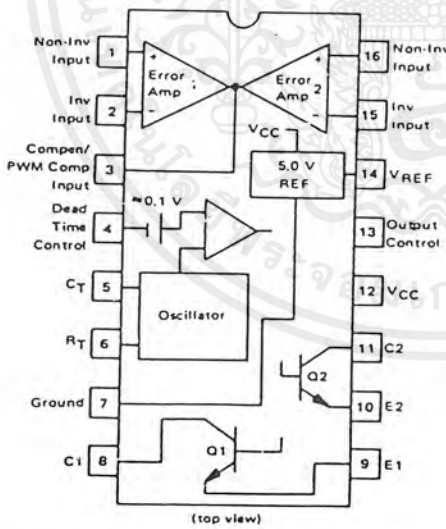 Non-Inv
Input
1
+
Error
Amp
1
Inv
Input
2
−
Compen/
PWM Comp
Input
3
≈0.1 V
Dead
Time
Control
4
CT
5
Oscillator
RT
6
Ground
7
C1
8
Q1
+
Error
Amp
2
−
16
Non-Inv
Input
15
Inv
Input
VCC
5.0 V
REF
14
VREF
13
Output
Control
12
VCC
11
C2
Q2
10
E2
9
E1
(top view)